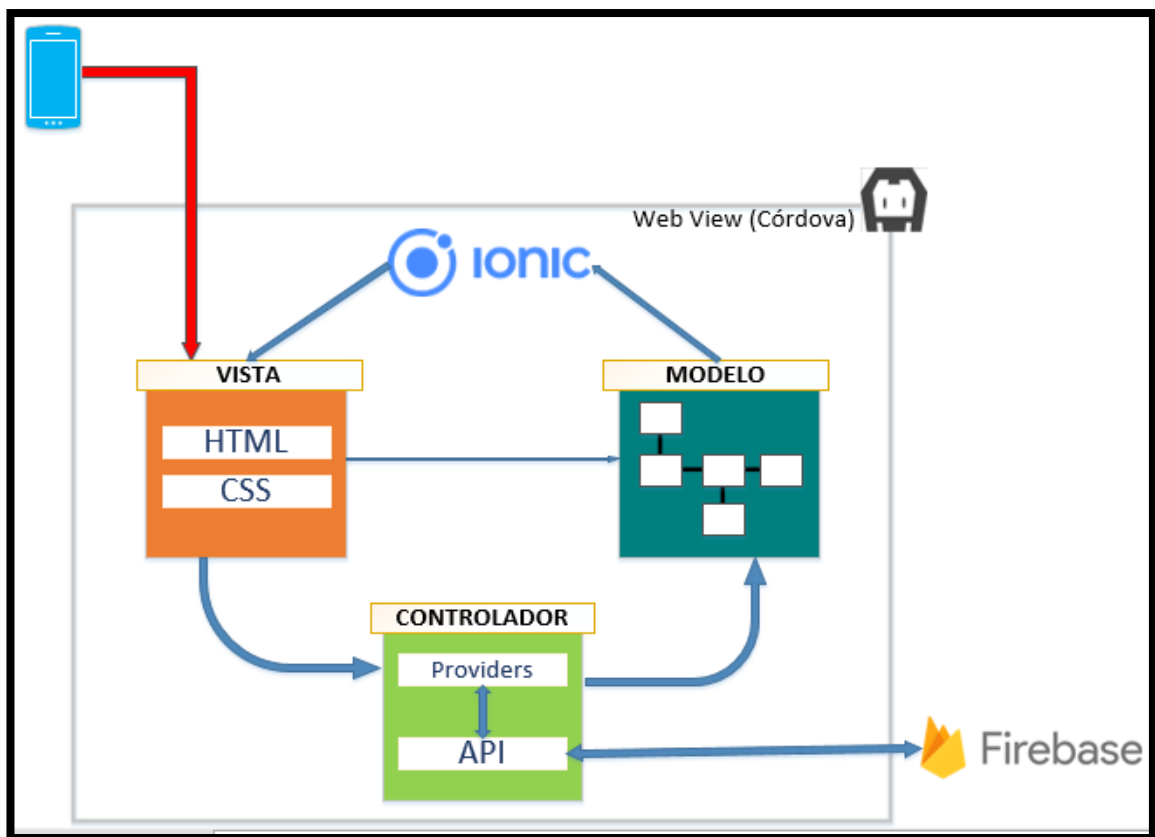 Web View (Córdova)
ionic
VISTA
HTML
CSS
MODELO
CONTROLADOR
Providers
API
Firebase